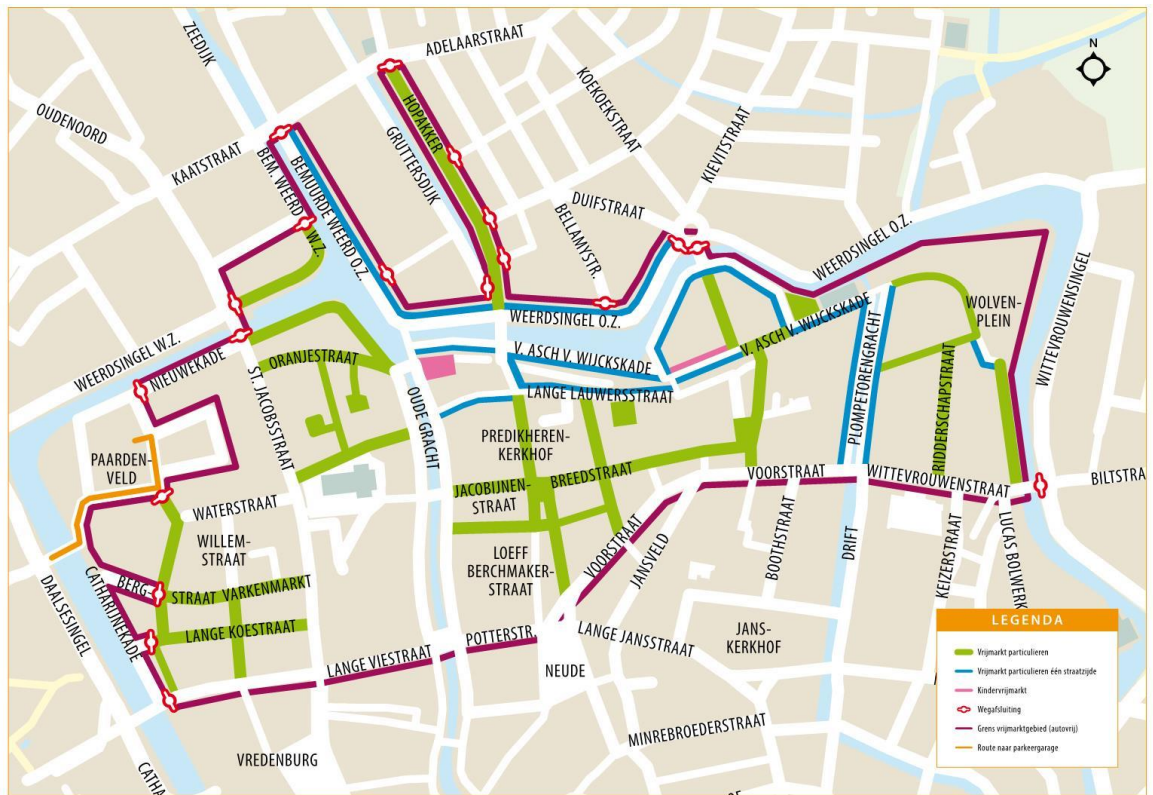 ZEEDIJK
ADELAARSTRAAT
N
OUDENOORD
KAATSTRAAT
HOPAKKER
KOEKOEKSTRAAT
GRUTTERSDIJK
KIEVITSTRAAT
BEM. WEERD
W.Z.
BEMUURDE WEERD O.Z.
BELLAMYSTR.
DUIFSTRAAT
WEERDSINGEL O.Z.
WITTEVROUWENSINGEL
WEERDSINGEL O.Z.
WOLVEN-
PLEIN
WEERDSINGEL W.Z.
NIEUWEKADE
ORANJESTRAAT
V. ASCH V. WIJCKSKADE
V. ASCH V. WIJCKSKADE
LANGE LAUWERSSTRAAT
ST. JACOBSSTRAAT
OUDE GRACHT
PLOMPETORENGRACHT
RIDDERSCHAPSTRAAT
PREDIKHEREN-
KERKHOF
PAARDEN-
VELD
JACOBIJNEN-
STRAAT
BREEDSTRAAT
VOORSTRAAT
WITTEVROUWENSTRAAT
BILTSTRA
WATERSTRAAT
WILLEM-
STRAAT
LOEFF
BERCHMAKER-
STRAAT
VOORSTRAAT
JANSVELD
BOOTHSTRAAT
DRIFT
KEIZERSTRAAT
LUCAS BOLWERK
DAALSESINGEL
CATHARIJNEKADE
BERG-
STRAAT
VARKENMARKT
LANGE KOESTRAAT
LANGE VIESTRAAT
POTTERSTR.
LANGE JANSSTRAAT
JANS-
KERKHOF
NEUDE
MINREBROEDERSTRAAT
VREDENBURG
CATHA
LEGENDA
Vrijmarkt particulieren
Vrijmarkt particulieren één straatzijde
Kindervrijmarkt
Wegafsluiting
Grens vrijmarktgebied (autovrij)
Route naar parkeergarage